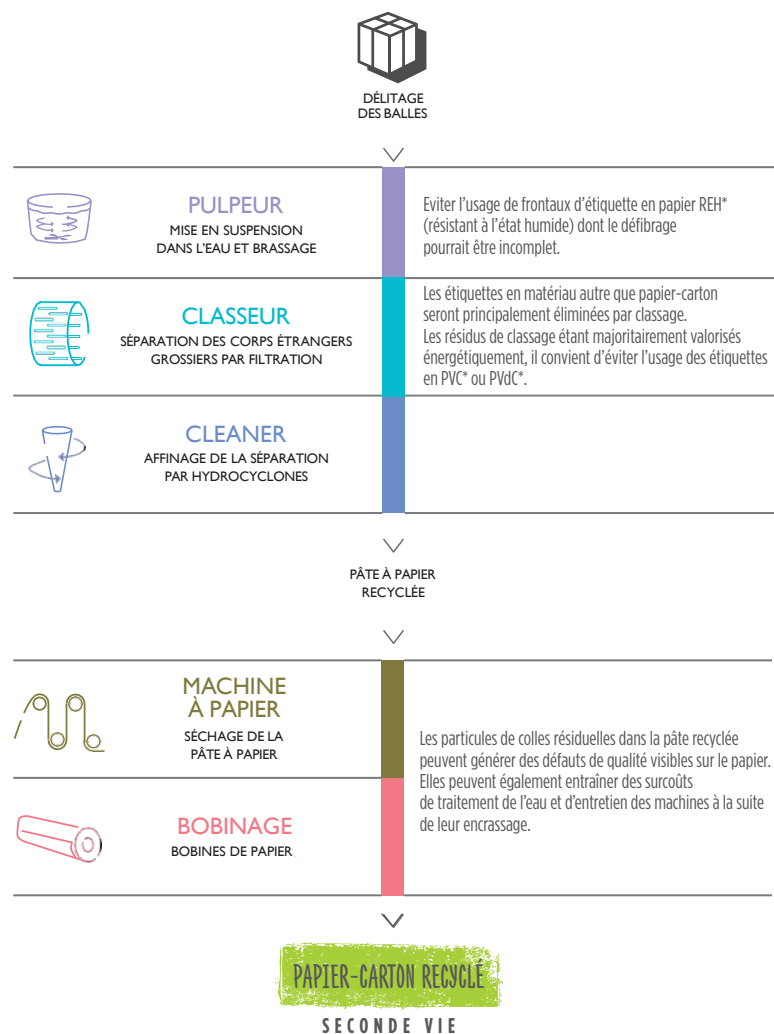 DÉLITAGE
DES BALLES
PULPEUR
MISE EN SUSPENSION
DANS L'EAU ET BRASSAGE
Eviter l'usage de frontaux d'étiquette en papier REH*
(résistant à l'état humide) dont le défibrage
pourrait être incomplet.
CLASSEUR
SÉPARATION DES CORPS ÉTRANGERS
GROSSIERS PAR FILTRATION
Les étiquettes en matériau autre que papier-carton
seront principalement éliminées par classage.
Les résidus de classage étant majoritairement valorisés
énergétiquement, il convient d'éviter l'usage des étiquettes
en PVC* ou PVdC*.
CLEANER
AFFINAGE DE LA SÉPARATION
PAR HYDROCYCLONES
PÂTE À PAPIER
RECYCLÉE
MACHINE
À PAPIER
SÉCHAGE DE LA
PÂTE À PAPIER
BOBINAGE
BOBINES DE PAPIER
Les particules de colles résiduelles dans la pâte recyclée
peuvent générer des défauts de qualité visibles sur le papier.
Elles peuvent également entraîner des surcoûts
de traitement de l'eau et d'entretien des machines à la suite
de leur encrassage.
PAPIER-CARTON RECYCLÉ
SECONDE VIE